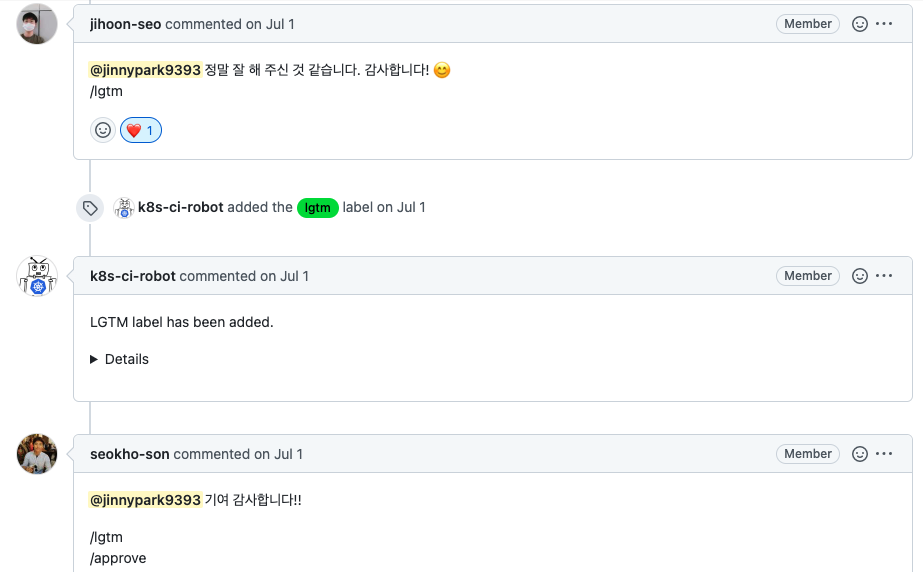 jihoon-seo commented on Jul 1
Member
@jinnypark9393 정말 잘 해 주신 것 같습니다. 감사합니다! 😊
/lgtm
❤️ 1
k8s-ci-robot added the lgtm label on Jul 1
k8s-ci-robot commented on Jul 1
Member
LGTM label has been added.
Details
seokho-son commented on Jul 1
Member
@jinnypark9393 기여 감사합니다!!
/lgtm
/approve